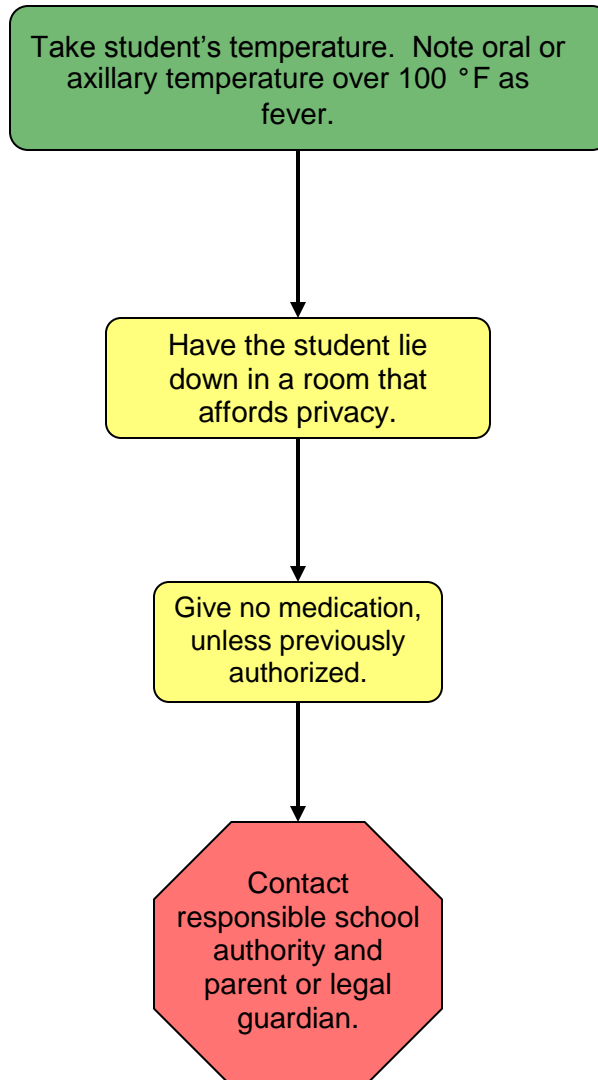 Take student’s temperature.  Note oral or
axillary temperature over 100 °F as
fever.
Have the student lie
down in a room that
affords privacy.
Give no medication,
unless previously
authorized.
Contact
responsible school
authority and
parent or legal
guardian.